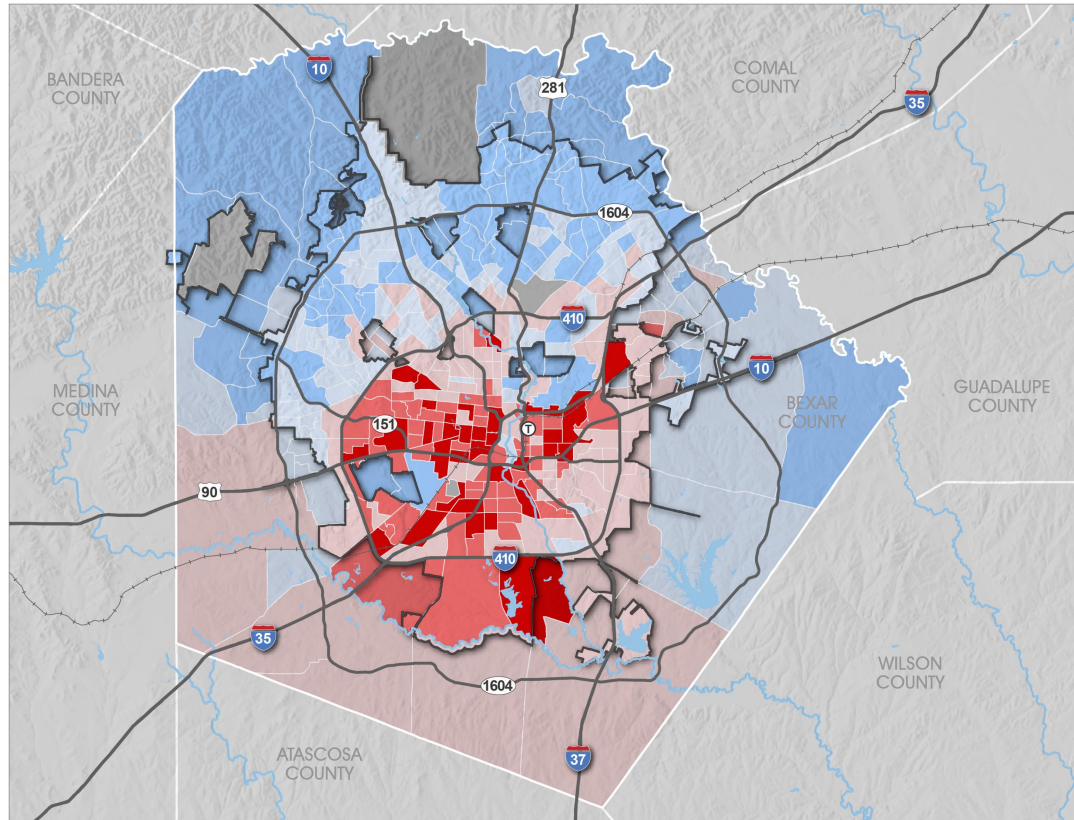 BANDERA
COUNTY
10
281
COMAL
COUNTY
35
1604
410
10
MEDINA
COUNTY
GUADALUPE
COUNTY
BEXAR
COUNTY
151
T
90
410
35
WILSON
COUNTY
1604
ATASCOSA
COUNTY
37